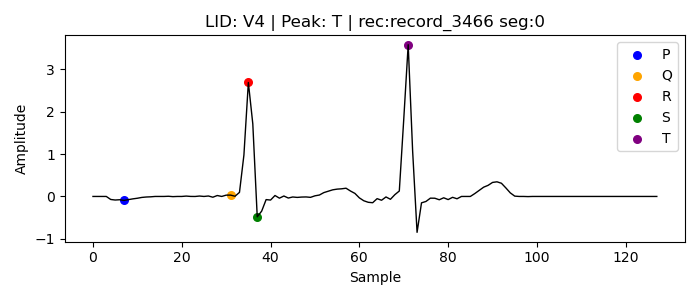 LID: V4 | Peak: T | rec:record_3466 seg:0
Amplitude
3
2
1
0
−1
P
Q
R
S
T
0 20 40 60 80 100 120
Sample